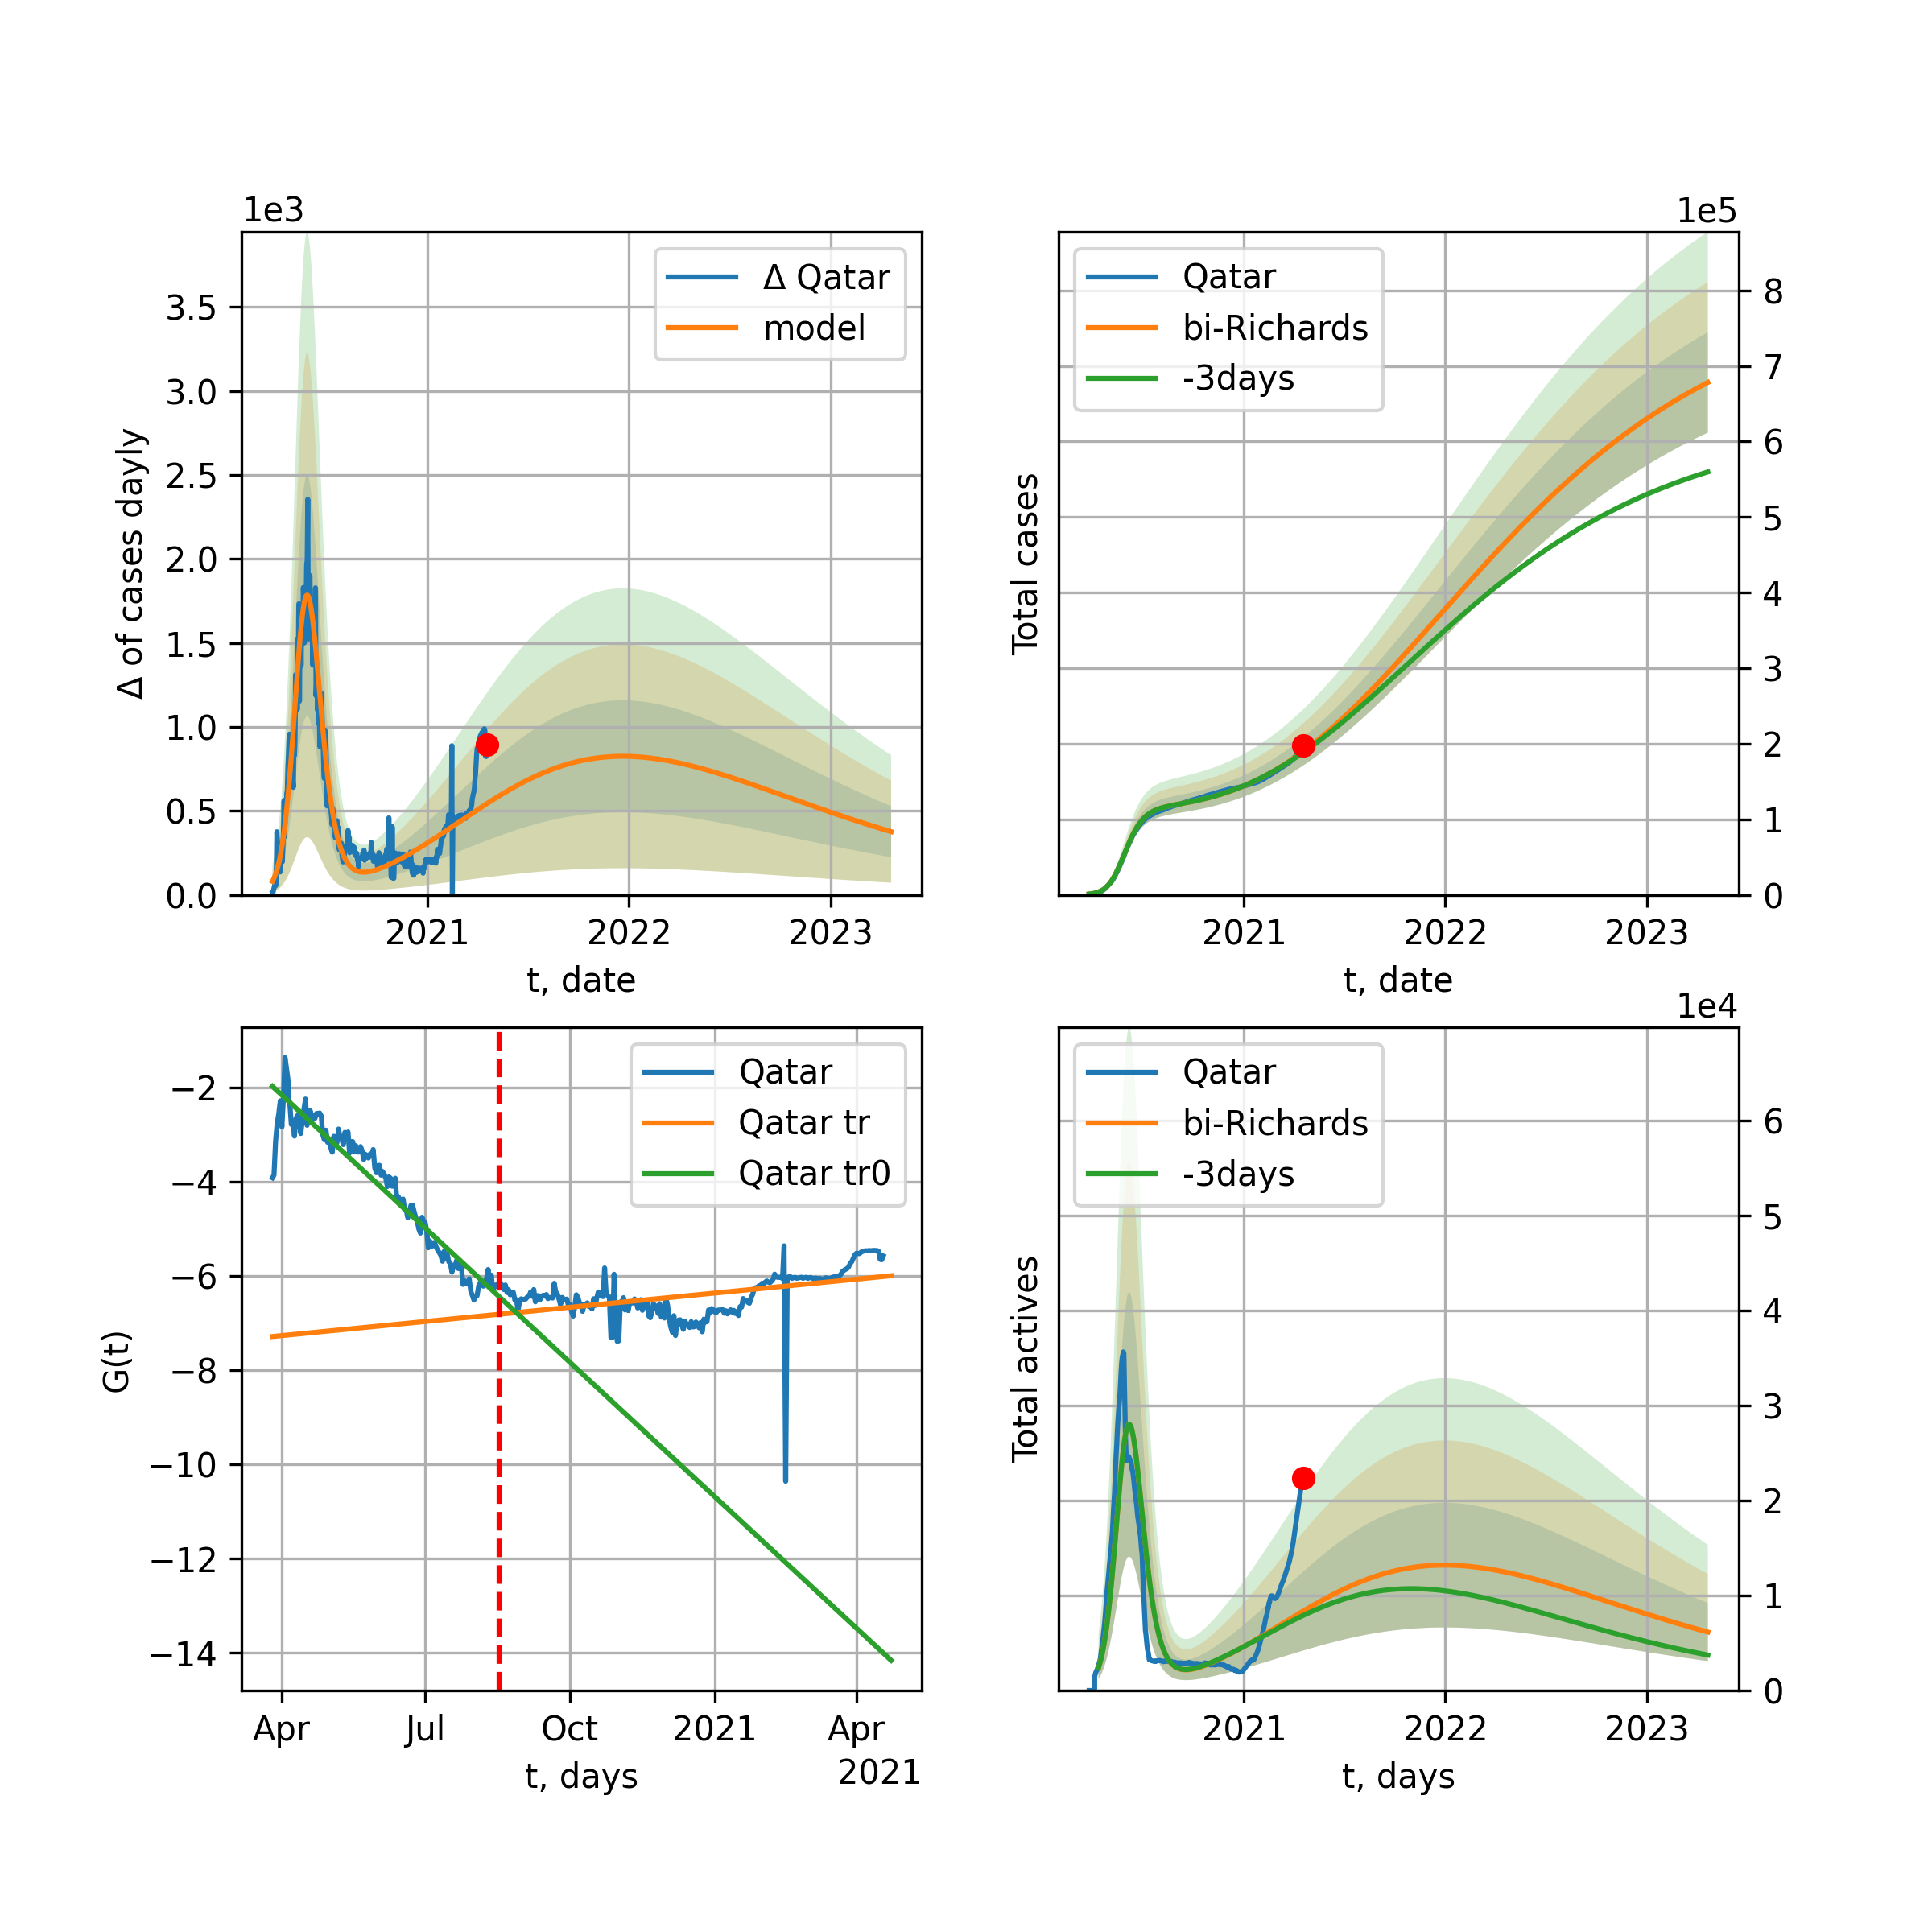 1e3
Δ of cases dayly
3.5
3.0
2.5
2.0
1.5
1.0
0.5
0.0
Δ Qatar
model
2021 2022 2023
t, date
1e5
Total cases
Qatar
bi-Richards
-3days
8
7
6
5
4
3
2
1
0
2021 2022 2023
t, date
G(t)
−2
−4
−6
−8
−10
−12
−14
Qatar
Qatar tr
Qatar tr0
Apr Jul Oct 2021 Apr
2021
t, days
1e4
Total actives
Qatar
bi-Richards
-3days
6
5
4
3
2
1
0
2021 2022 2023
t, days